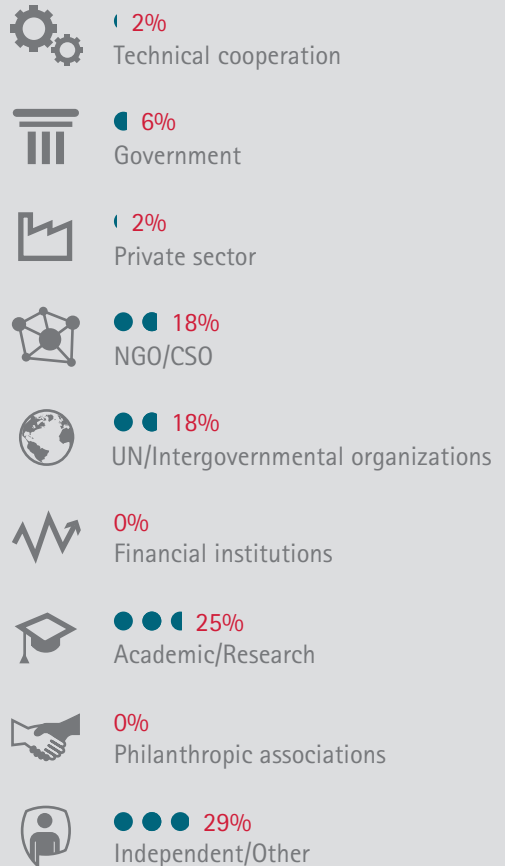 2%
Technical cooperation
6%
Government
2%
Private sector
18%
NGO/CSO
18%
UN/Intergovernmental organizations
0%
Financial institutions
25%
Academic/Research
0%
Philanthropic associations
29%
Independent/Other